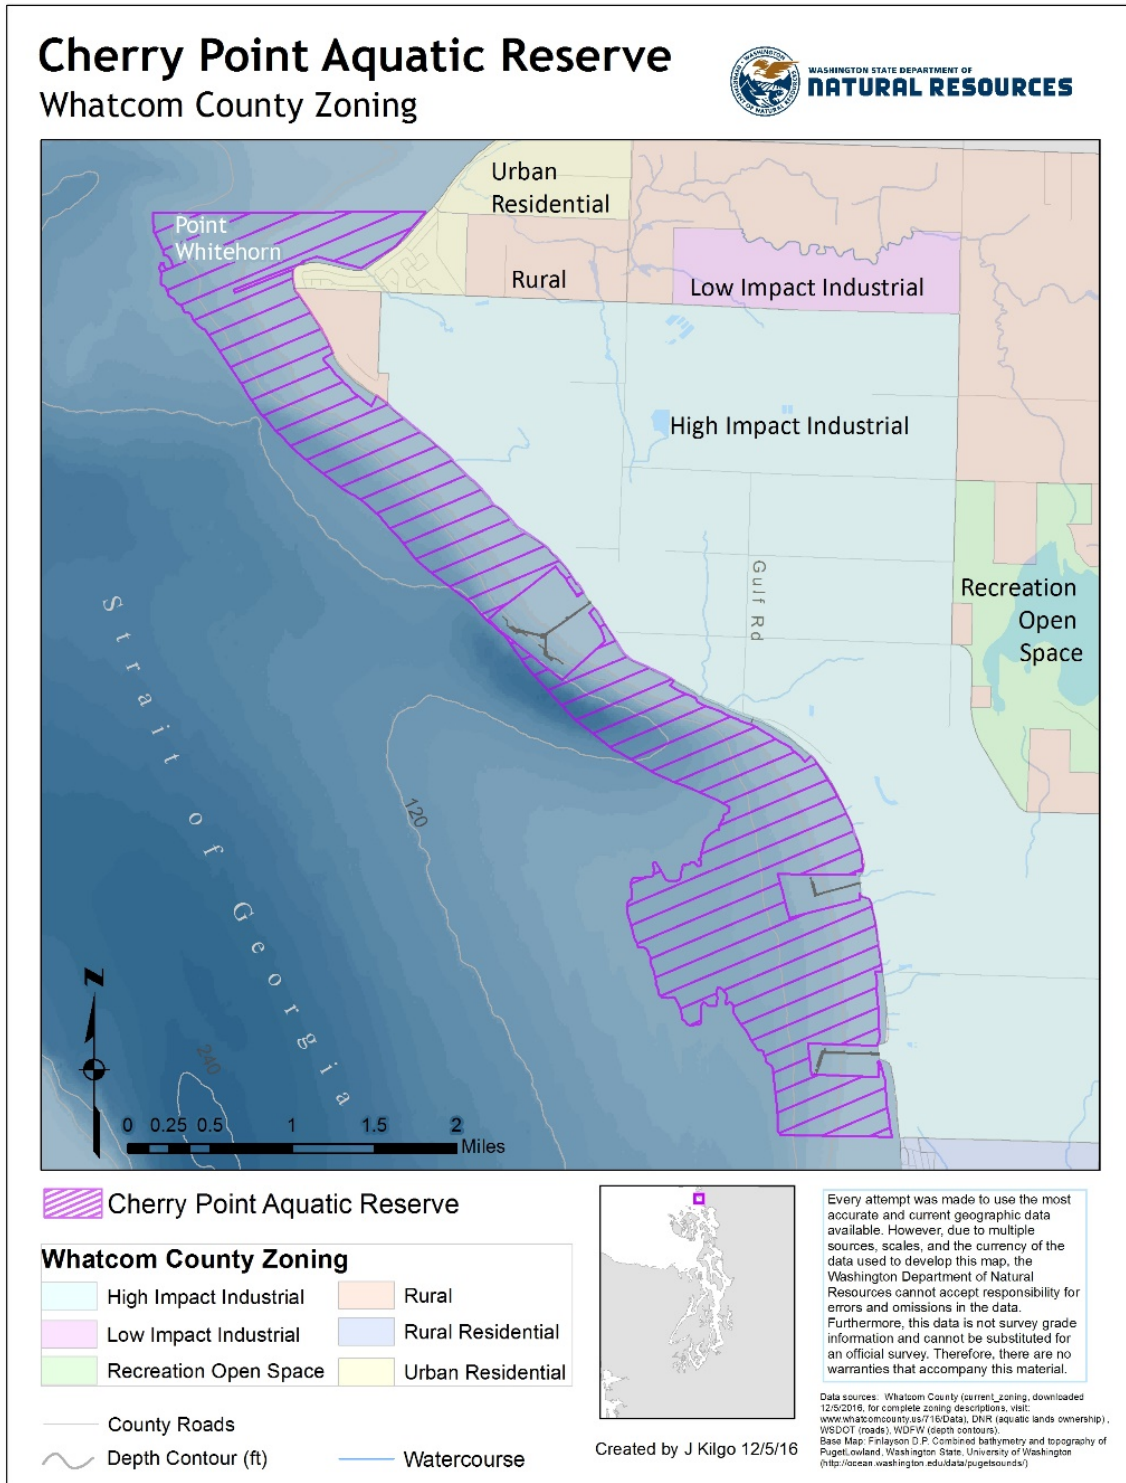 Cherry Point Aquatic Reserve
Whatcom County Zoning
WASHINGTON STATE DEPARTMENT OF
NATURAL RESOURCES
Urban
Residential
Point
Whitehorn
Rural
Low Impact Industrial
High Impact Industrial
Gulf Rd
Recreation
Open
Space
Strait of Georgia
120
240
N
0 0.25 0.5 1 1.5 2
Miles
Cherry Point Aquatic Reserve
Whatcom County Zoning
High Impact Industrial
Low Impact Industrial
Recreation Open Space
Rural
Rural Residential
Urban Residential
County Roads
Depth Contour (ft)
Watercourse
Created by J Kilgo 12/5/16
Every attempt was made to use the most
accurate and current geographic data
available. However, due to multiple
sources, scales, and the currency of the
data used to develop this map, the
Washington Department of Natural
Resources cannot accept responsibility for
errors and omissions in the data.
Furthermore, this data is not survey grade
information and cannot be substituted for
an official survey. Therefore, there are no
warranties that accompany this material.
Data sources: Whatcom County (current_zoning, downloaded
12/5/2016, for complete zoning descriptions, visit:
www.whatcomcounty.us/716/Data), DNR (aquatic lands ownership),
WSDOT (roads), WDFW (depth contours).
Base Map: Finlayson D.P. Combined bathymetry and topography of
PugetLowland, Washington State, University of Washington
(http://ocean.washington.edu/data/pugetsounds/)